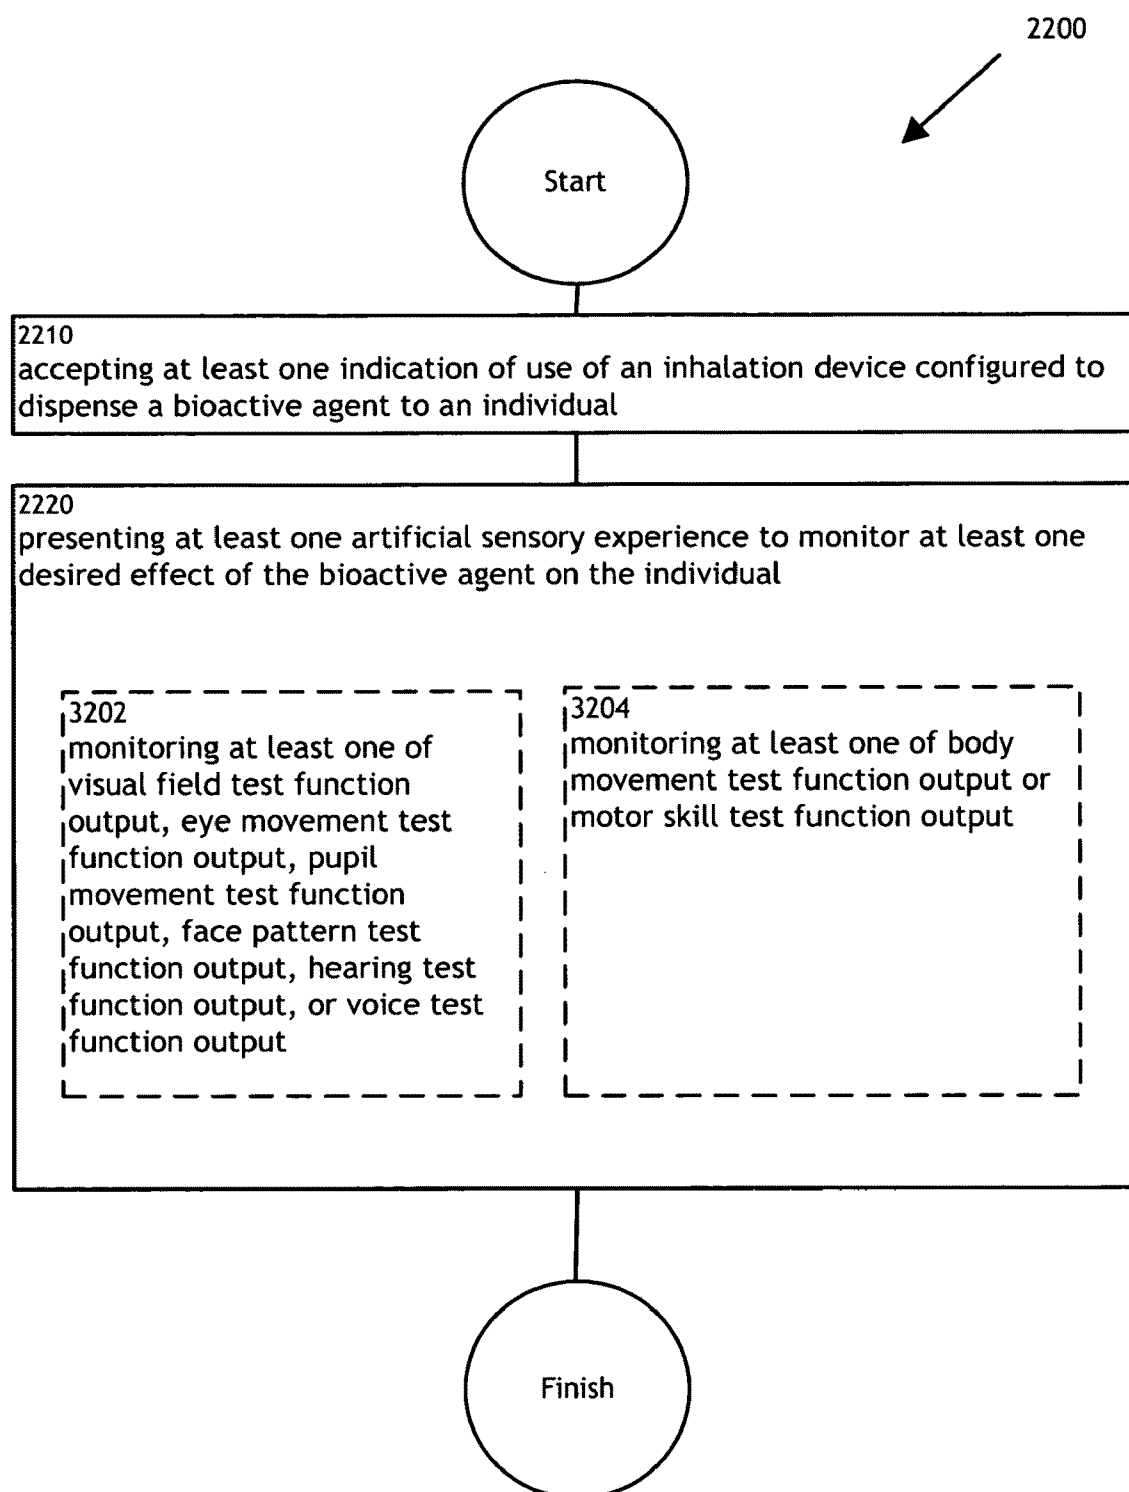 2200
Start
2210
accepting at least one indication of use of an inhalation device configured to
dispense a bioactive agent to an individual
2220
presenting at least one artificial sensory experience to monitor at least one
desired effect of the bioactive agent on the individual
3202
monitoring at least one of
visual field test function
output, eye movement test
function output, pupil
movement test function
output, face pattern test
function output, hearing test
function output, or voice test
function output
3204
monitoring at least one of body
movement test function output or
motor skill test function output
Finish